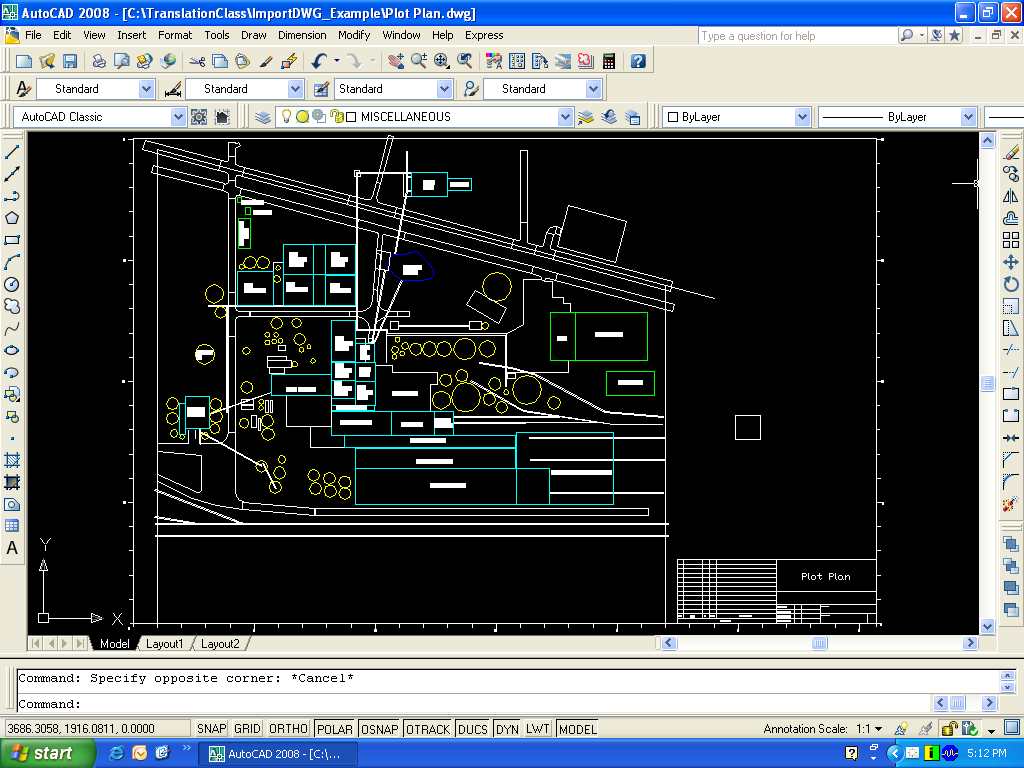 AutoCAD 2008 - [C:\TranslationClass\ImportDWG_Example\Plot Plan.dwg]
File Edit View Insert Format Tools Draw Dimension Modify Window Help Express Type a question for help
Standard Standard Standard Standard
AutoCAD Classic MISCELLANEOUS ByLayer ByLayer
Plot Plan
Y
X
Model Layout1 Layout2
Command: Specify opposite corner: *Cancel*
Command:
3686.3058, 1916.0811, 0.0000 SNAP GRID ORTHO POLAR OSNAP OTRACK DUCS DYN LWT MODEL Annotation Scale: 1:1
start AutoCAD 2008 - [C:\... 5:12 PM